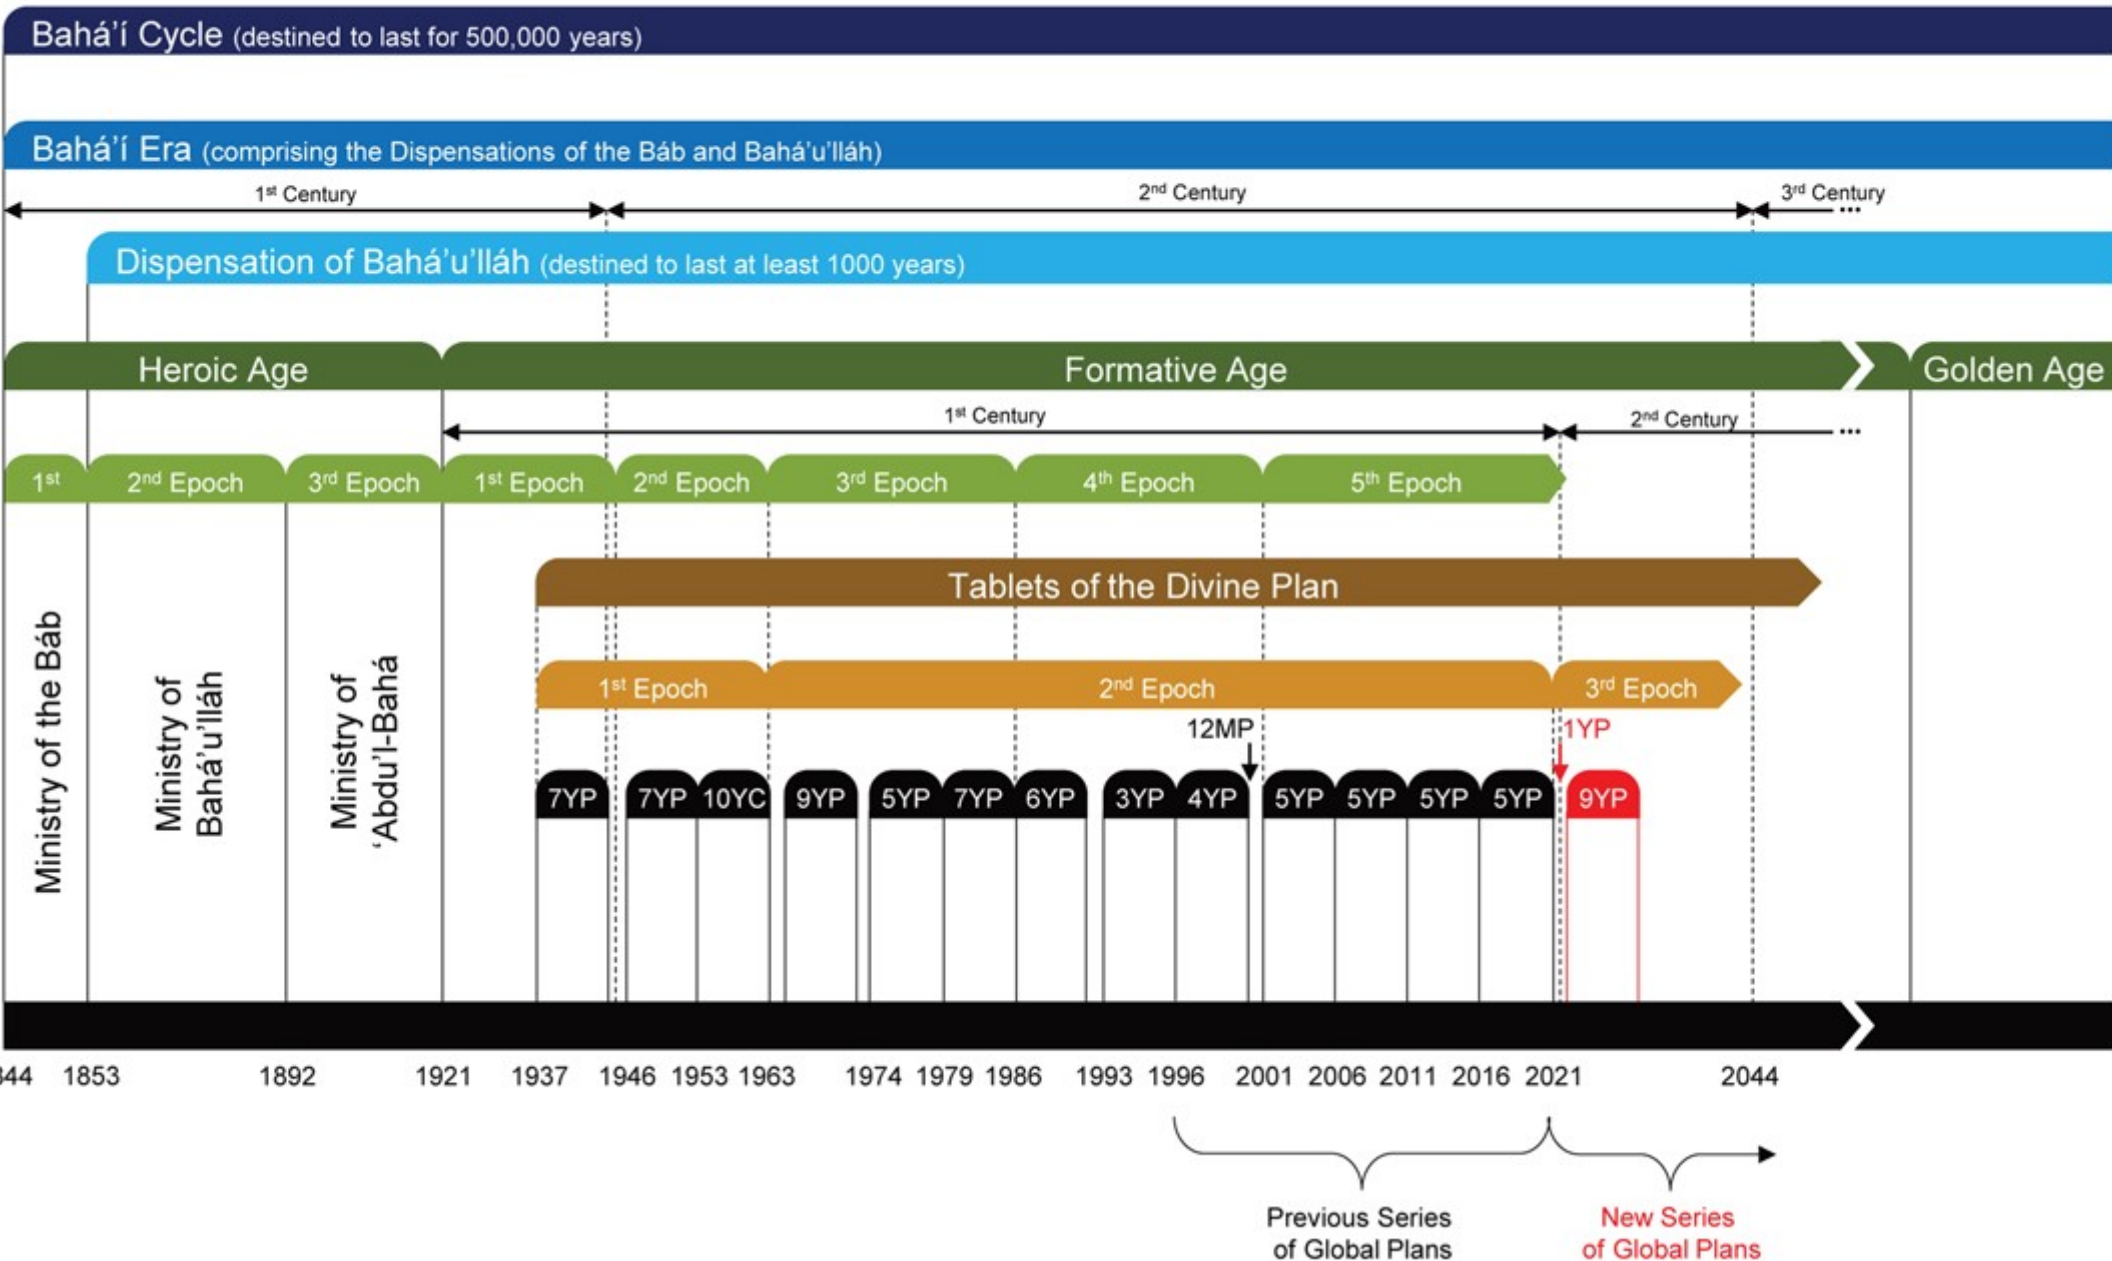 Bahá'í Cycle (destined to last for 500,000 years)
Bahá'í Era (comprising the Dispensations of the Báb and Bahá'u'lláh)
1st Century
2nd Century
3rd Century
...
Dispensation of Bahá'u'lláh (destined to last at least 1000 years)
Heroic Age
Formative Age
Golden Age
1st Century
2nd Century
...
1st
2nd Epoch
3rd Epoch
1st Epoch
2nd Epoch
3rd Epoch
4th Epoch
5th Epoch
Tablets of the Divine Plan
1st Epoch
2nd Epoch
3rd Epoch
Ministry of the Báb
Ministry of
Bahá'u'lláh
Ministry of
'Abdu'l-Bahá
12MP
1YP
7YP
7YP
10YC
9YP
5YP
7YP
6YP
3YP
4YP
5YP
5YP
5YP
5YP
9YP
344
1853
1892
1921
1937
1946
1953
1963
1974
1979
1986
1993
1996
2001
2006
2011
2016
2021
2044
Previous Series
of Global Plans
New Series
of Global Plans